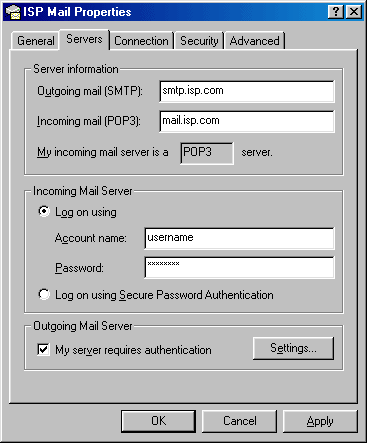 ISP Mail Properties
General Servers Connection Security Advanced
Server information
Outgoing mail (SMTP): smtp.isp.com
Incoming mail (POP3): mail.isp.com
My incoming mail server is a POP3 server.
Incoming Mail Server
Log on using
Account name: username
Password: ********
Log on using Secure Password Authentication
Outgoing Mail Server
My server requires authentication Settings...
OK Cancel Apply